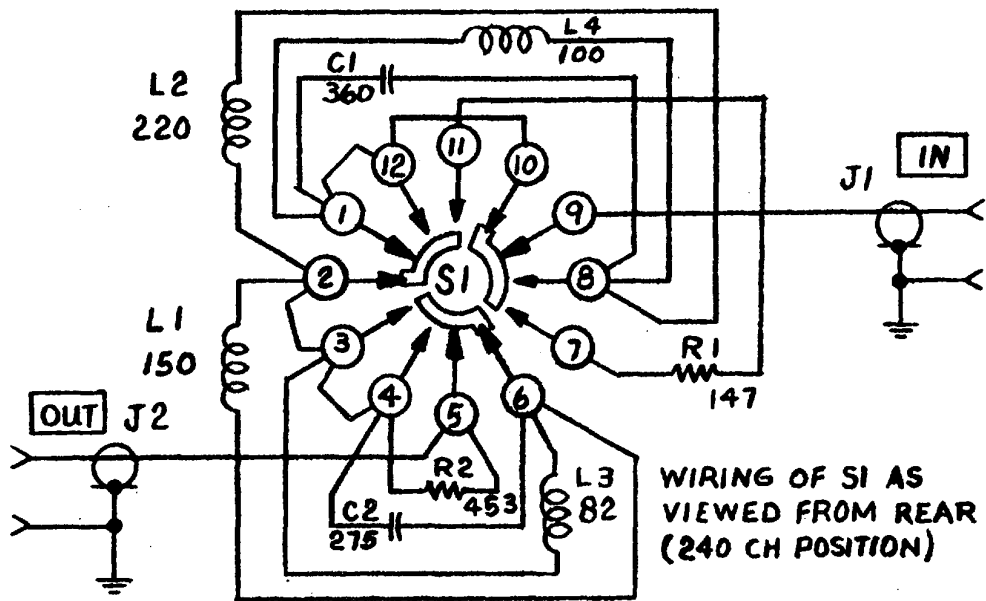 L4
100
C1
360
L2
220
11
12
10
IN
J1
1
9
2
S1
8
L1
150
3
7
R1
147
4
6
OUT
J2
5
R2
453
L3
82
C2
275
WIRING OF S1 AS
VIEWED FROM REAR
(240 CH POSITION)